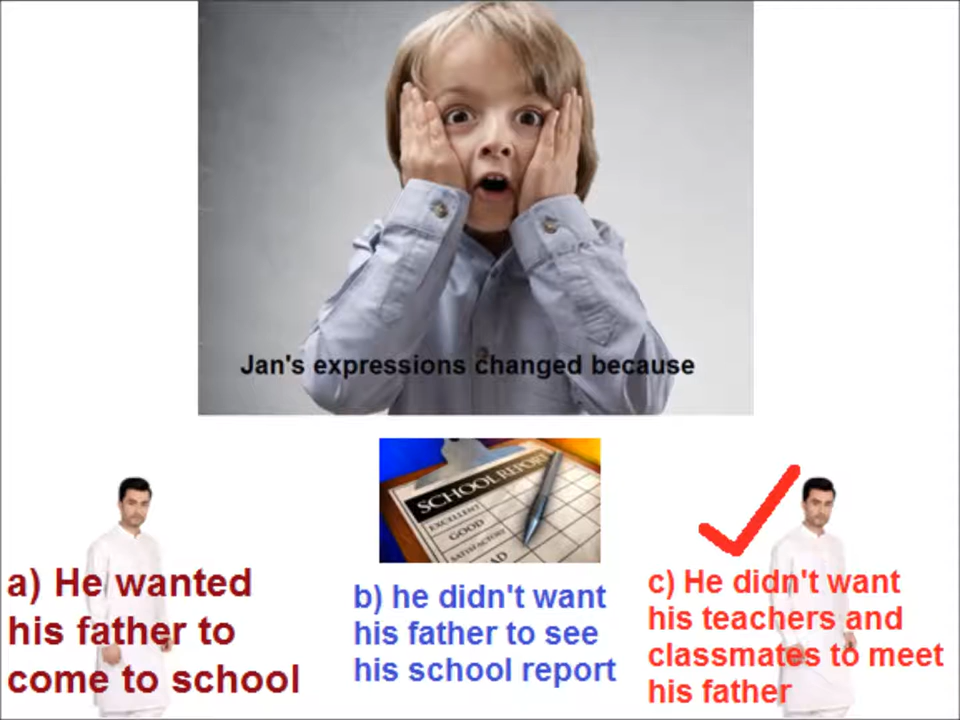 Jan's expressions changed because
SCHOOL REPORT
EXCELLENT
GOOD
SATISFACTORY
a) He wanted
his father to
come to school
b) he didn't want
his father to see
his school report
c) He didn't want
his teachers and
classmates to meet
his father